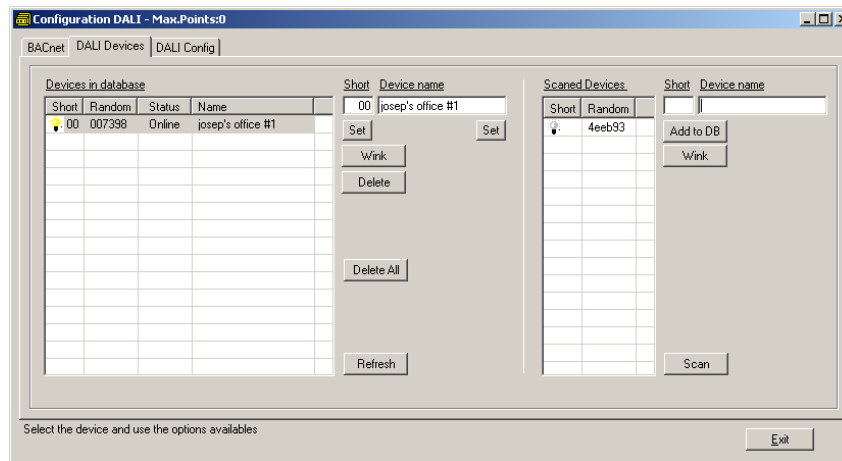 Configuration DALI - Max.Points:0
BACnet DALI Devices DALI Config
Devices in database Short Device name Scaned Devices Short Device name
Short Random Status Name 00 josep's office #1 Short Random
00 007398 Online josep's office #1 Set Set 4eeb93 Add to DB
Wink Wink
Delete
Delete All
Refresh Scan
Select the device and use the options availables
Exit